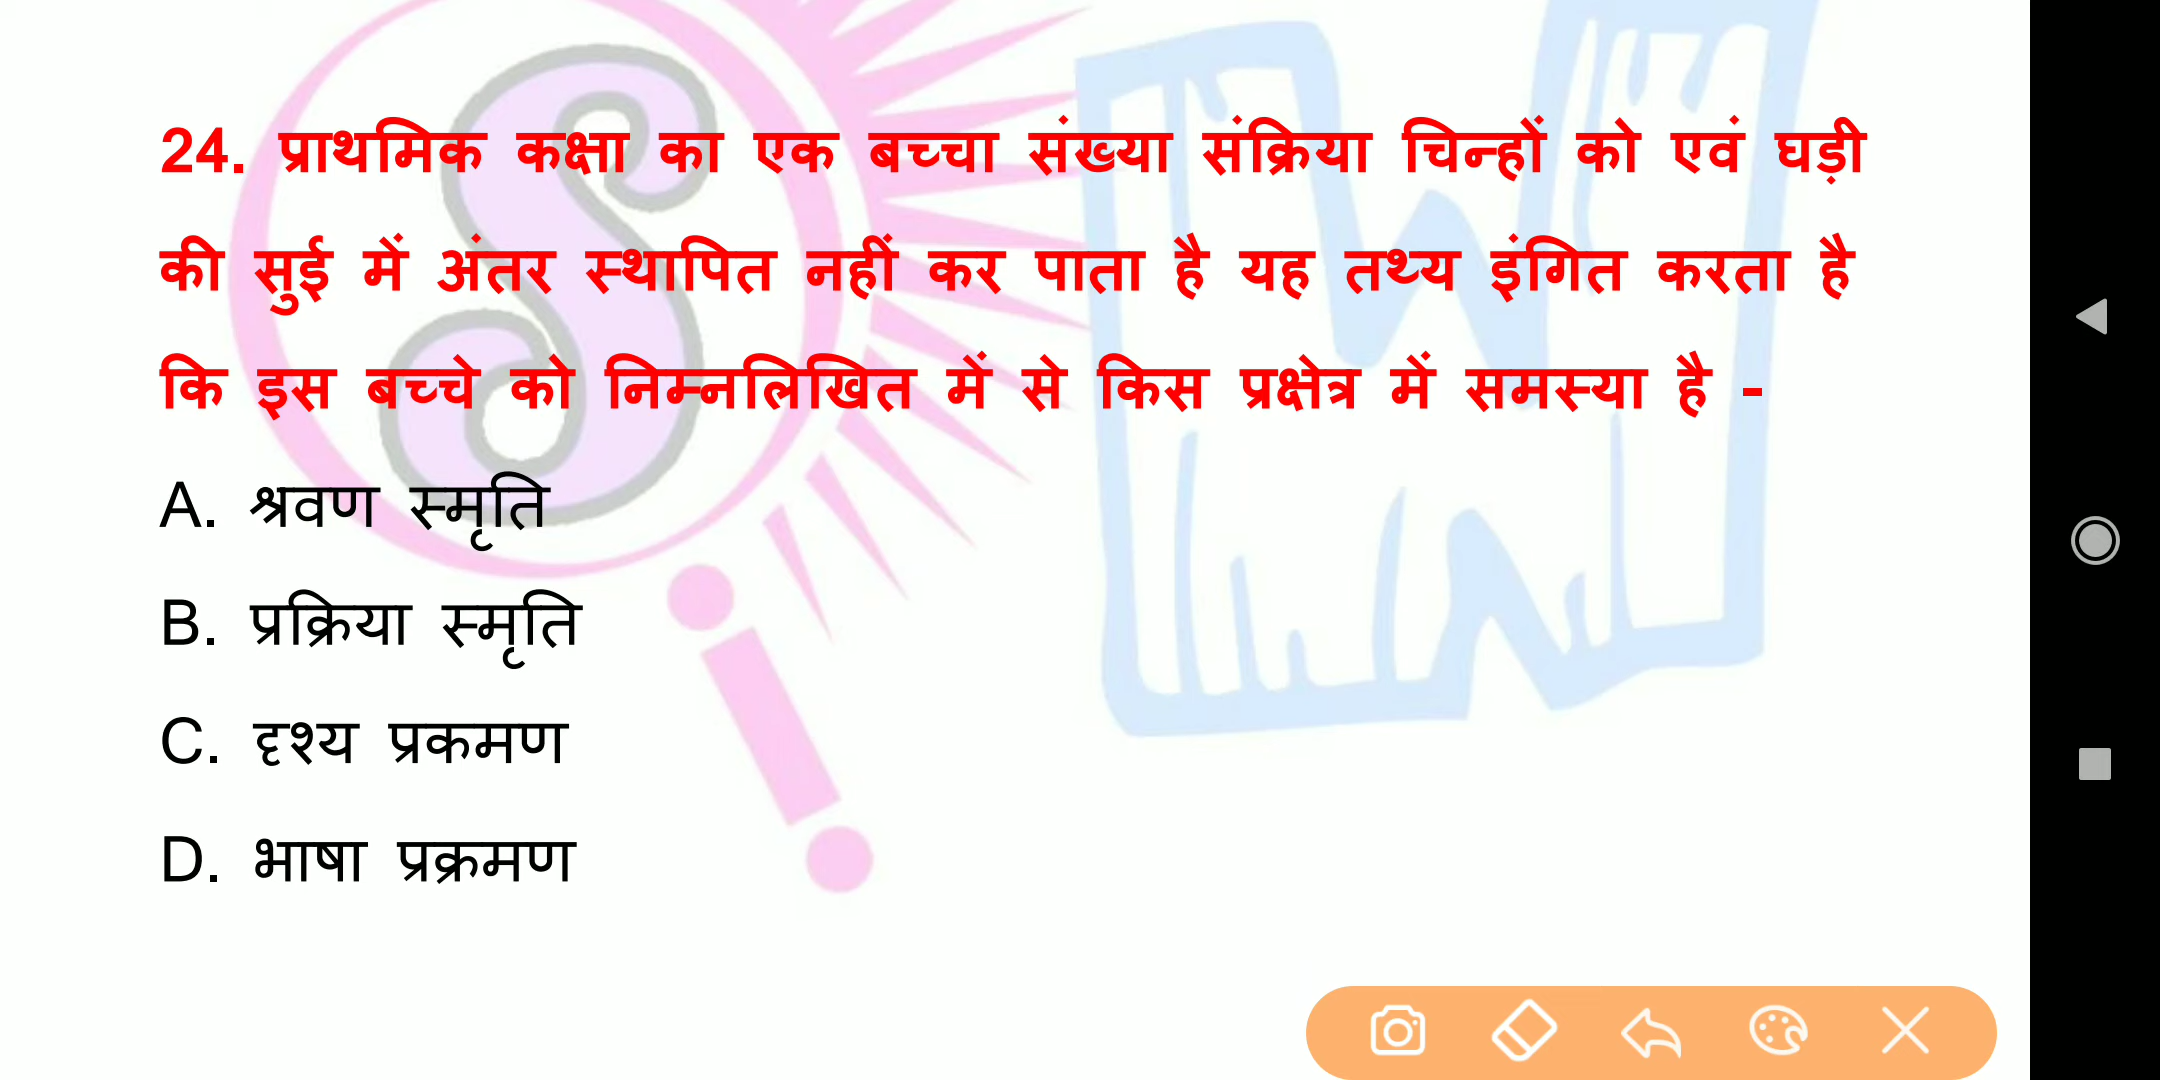 24. प्राथमिक कक्षा का एक बच्चा संख्या संक्रिया चिन्हों को एवं घड़ी
की सुई में अंतर स्थापित नहीं कर पाता है यह तथ्य इंगित करता है
कि इस बच्चे को निम्नलिखित में से किस प्रक्षेत्र में समस्या है -
A. श्रवण स्मृति
B. प्रक्रिया स्मृति
C. दृश्य प्रकमण
D. भाषा प्रक्रमण